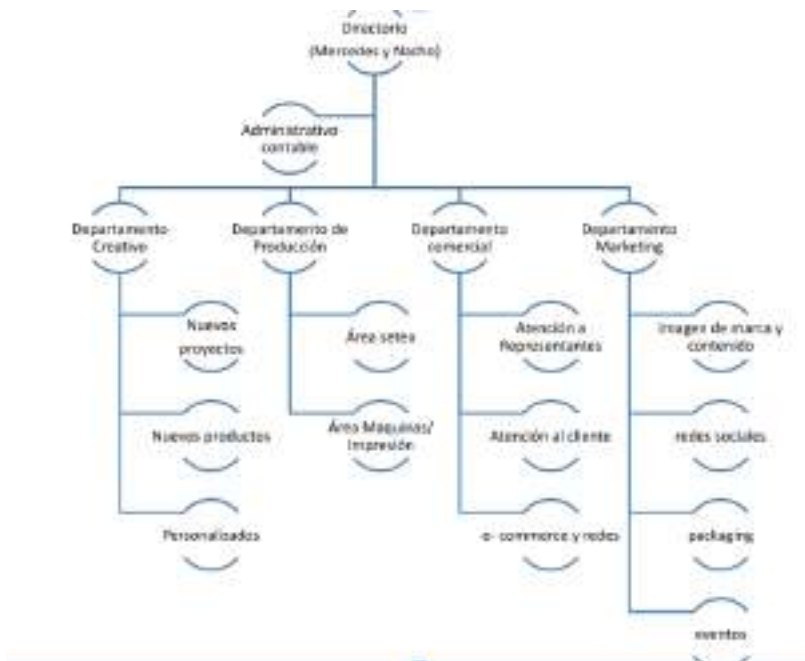 Directorio
(Mercedes y Nacho)
Administrativo
contable
Departamento
Creativo
Departamento de
Producción
Departamento
comercial
Departamento
Marketing
Nuevos
proyectos
Área setea
Atención a
Representantes
Imagen de marca y
contenido
Nuevos productos
Área Maquinas/
Impresión
Atención al cliente
redes sociales
Personalizados
e- commerce y redes
packaging
eventos